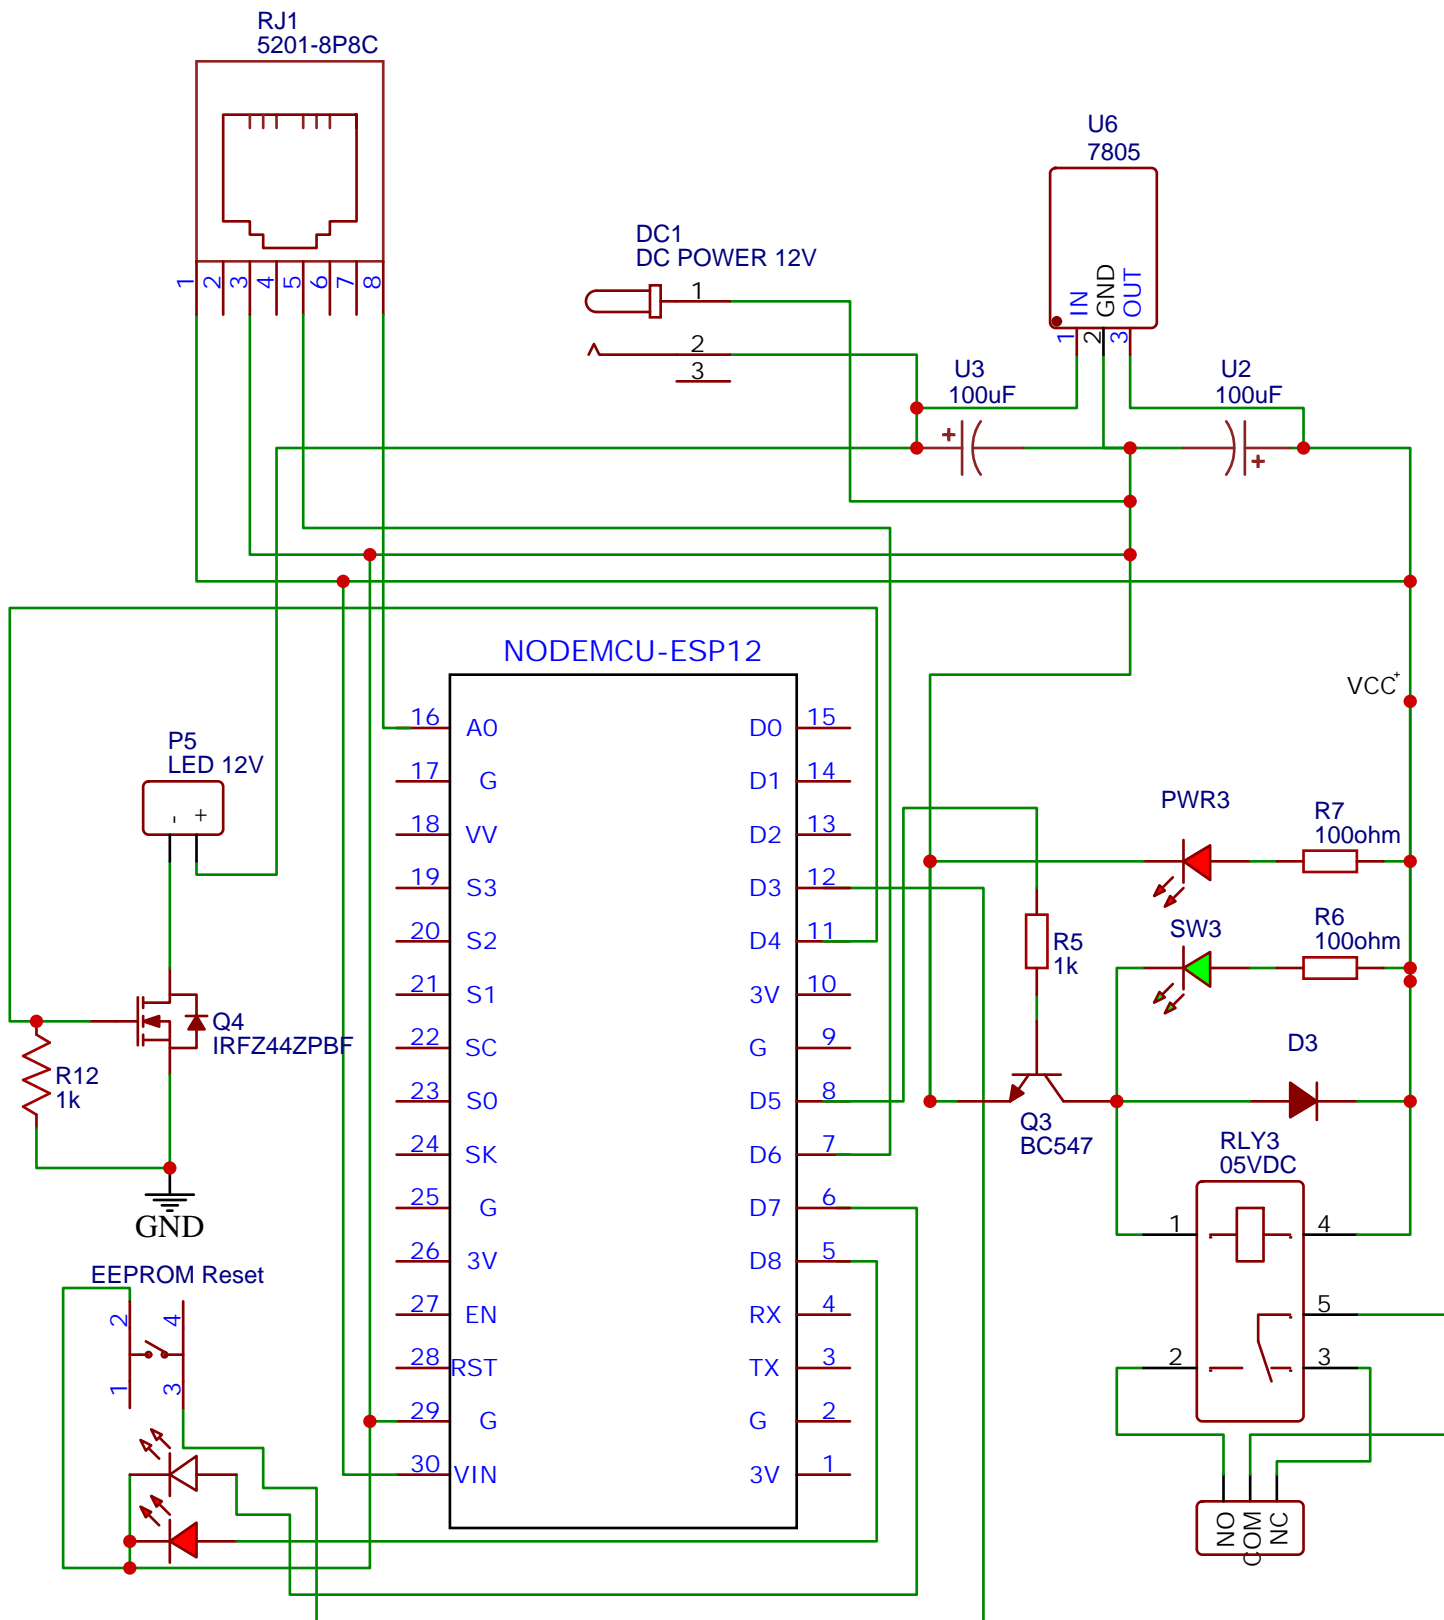 RJ1
5201-8P8C
1
2
3
4
5
6
7
8
DC1
DC POWER 12V
1
2
3
U6
7805
IN
GND
OUT
1
2
3
U3
100uF
+
U2
100uF
+
NODEMCU-ESP12
16 A0
17 G
18 VV
19 S3
20 S2
21 S1
22 SC
23 S0
24 SK
25 G
26 3V
27 EN
28 RST
29 G
30 VIN
D0 15
D1 14
D2 13
D3 12
D4 11
3V 10
G 9
D5 8
D6 7
D7 6
D8 5
RX 4
TX 3
G 2
3V 1
VCC+
P5
LED 12V
- +
Q4
IRFZ44ZPBF
R12
1k
GND
EEPROM Reset
2
4
1
3
PWR3
R7
100ohm
SW3
R6
100ohm
R5
1k
Q3
BC547
D3
RLY3
05VDC
1
4
5
2
3
NO
COM
NC